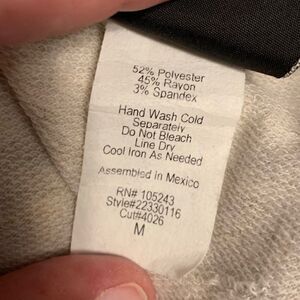 52% Polyester
45% Rayon
3% Spandex
Hand Wash Cold
Separately
Do Not Bleach
Line Dry
Cool Iron As Needed
Assembled in Mexico
RN# 105243
Style#22330116
Cut#4026
M